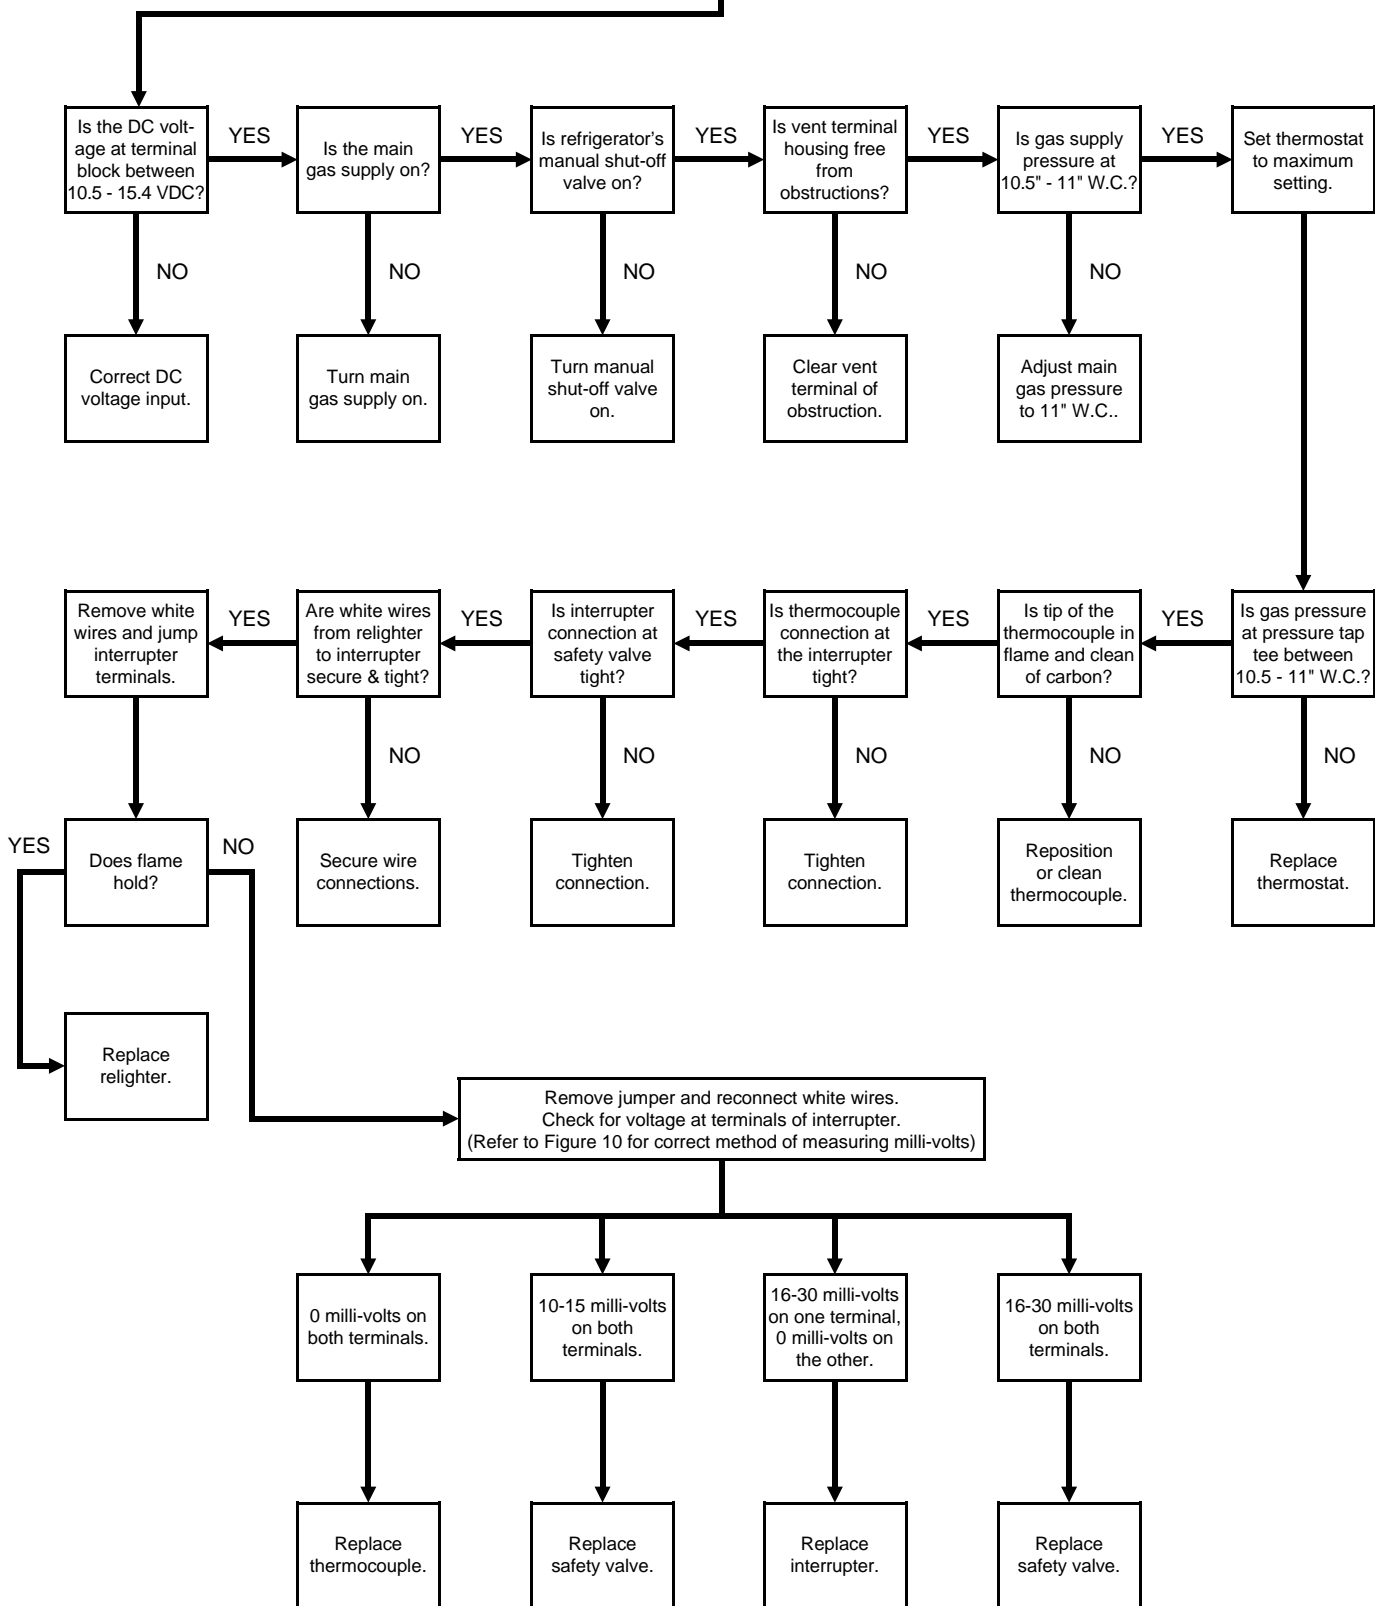 Is the DC volt-
age at terminal
block between
10.5 - 15.4 VDC?
YES
Is the main
gas supply on?
YES
Is refrigerator's
manual shut-off
valve on?
YES
Is vent terminal
housing free
from
obstructions?
YES
Is gas supply
pressure at
10.5" - 11" W.C.?
YES
Set thermostat
to maximum
setting.
NO
NO
NO
NO
NO
Correct DC
voltage input.
Turn main
gas supply on.
Turn manual
shut-off valve
on.
Clear vent
terminal of
obstruction.
Adjust main
gas pressure
to 11" W.C..
Remove white
wires and jump
interrupter
terminals.
YES
Are white wires
from relighter
to interrupter
secure & tight?
YES
Is interrupter
connection at
safety valve
tight?
YES
Is thermocouple
connection at
the interrupter
tight?
YES
Is tip of the
thermocouple in
flame and clean
of carbon?
YES
Is gas pressure
at pressure tap
tee between
10.5 - 11" W.C.?
NO
NO
NO
NO
NO
YES
Does flame
hold?
NO
Secure wire
connections.
Tighten
connection.
Tighten
connection.
Reposition
or clean
thermocouple.
Replace
thermostat.
Replace
relighter.
Remove jumper and reconnect white wires.
Check for voltage at terminals of interrupter.
(Refer to Figure 10 for correct method of measuring milli-volts)
0 milli-volts on
both terminals.
10-15 milli-volts
on both
terminals.
16-30 milli-volts
on one terminal,
0 milli-volts on
the other.
16-30 milli-volts
on both
terminals.
Replace
thermocouple.
Replace
safety valve.
Replace
interrupter.
Replace
safety valve.